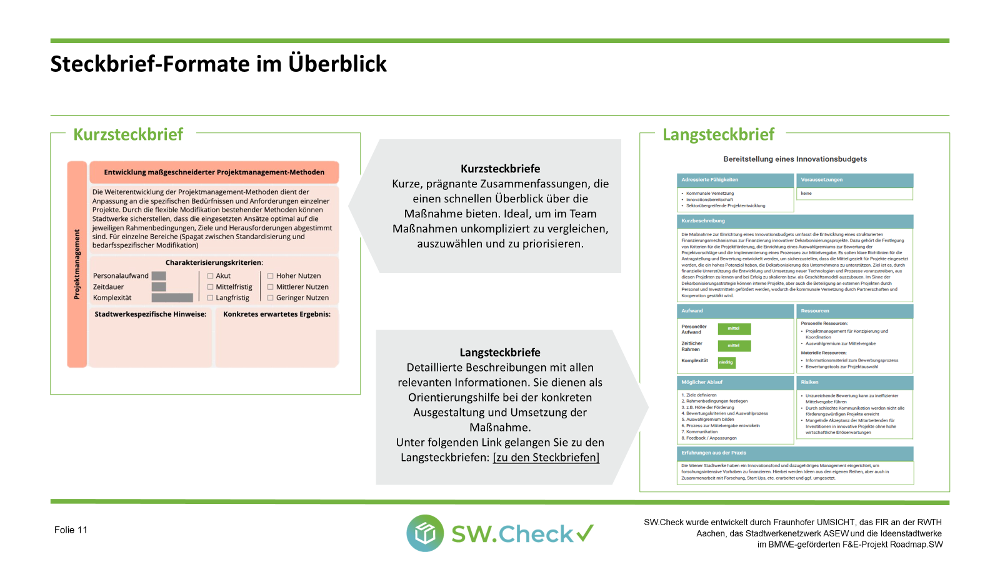 Steckbrief-Formate im Überblick
Kurzsteckbrief
Projektmanagement
Entwicklung maßgeschneiderter Projektmanagement-Methoden
Die Weiterentwicklung der Projektmanagement-Methoden dient der
Anpassung an die spezifischen Bedürfnissen und Anforderungen einzelner
Projekte. Durch die flexible Modifikation bestehender Methoden können
Stadtwerke sicherstellen, dass die eingesetzten Ansätze optimal auf die
jeweiligen Rahmenbedingungen, Ziele und Herausforderungen abgestimmt
sind. Für einzelne Bereiche (Spagat zwischen Standardisierung und
bedarfsspezifischer Modifikation)
Charakterisierungskriterien:
Personalaufwand
Zeitdauer
Komplexität
Akut
Mittelfristig
Langfristig
Hoher Nutzen
Mittlerer Nutzen
Geringer Nutzen
Stadtwerkespezifische Hinweise:
Konkretes erwartetes Ergebnis:
Kurzsteckbriefe
Kurze, prägnante Zusammenfassungen, die
einen schnellen Überblick über die
Maßnahme bieten. Ideal, um im Team
Maßnahmen unkompliziert zu vergleichen,
auszuwählen und zu priorisieren.
Langsteckbriefe
Detaillierte Beschreibungen mit allen
relevanten Informationen. Sie dienen als
Orientierungshilfe bei der konkreten
Ausgestaltung und Umsetzung der
Maßnahme.
Unter folgenden Link gelangen Sie zu den
Langsteckbriefen: [zu den Steckbriefen]
Langsteckbrief
Bereitstellung eines Innovationsbudgets
Adressierte Fähigkeiten
• Kommunale Vernetzung
• Innovationsbereitschaft
• Sektorübergreifende Projektentwicklung
Voraussetzungen
keine
Kurzbeschreibung
Die Maßnahme zur Einrichtung eines Innovationsbudgets umfasst die Entwicklung eines strukturierten
Finanzierungsmechanismus zur Finanzierung innovativer Dekarbonisierungsprojekte. Dazu gehört die Festlegung
von Kriterien für die Projektförderung, die Einrichtung eines Auswahlgremiums zur Bewertung der
Projektvorschläge und die Implementierung eines Prozesses zur Mittelvergabe. Es sollen klare Richtlinien für die
Antragstellung und Bewertung entwickelt werden, um sicherzustellen, dass die Mittel gezielt für Projekte eingesetzt
werden, die ein hohes Potenzial haben, die Dekarbonisierung des Unternehmens zu unterstützen. Ziel ist es, durch
finanzielle Unterstützung die Entwicklung und Umsetzung neuer Technologien und Prozesse voranzutreiben, aus
diesen Projekten zu lernen und bei Erfolg zu skalieren bzw. als Geschäftsmodell auszubauen. Im Sinne der
Dekarbonisierungsstrategie können interne Projekte, aber auch die Beteiligung an externen Projekten durch
Personal und Investmitteln gefördert werden, wodurch die kommunale Vernetzung durch Partnerschaften und
Kooperation gestärkt wird.
Aufwand
Personeller
Aufwand
mittel
Zeitlicher
Rahmen
mittel
Komplexität
niedrig
Ressourcen
Personelle Ressourcen:
• Projektmanagement für Konzipierung und
Koordination
• Auswahlgremium zur Mittelvergabe
Materielle Ressourcen:
• Informationsmaterial zum Bewerbungsprozess
• Bewertungstools zur Projektauswahl
Möglicher Ablauf
1. Ziele definieren
2. Rahmenbedingungen festlegen
3. z.B. Höhe der Förderung
4. Bewertungskriterien und Auswahlprozess
5. Auswahlgremium bilden
6. Prozess zur Mittelvergabe entwickeln
7. Kommunikation
8. Feedback / Anpassungen
Risiken
• Unzureichende Bewertung kann zu ineffizienter
Mittelvergabe führen
• Durch schlechte Kommunikation werden nicht alle
förderungswürdigen Projekte erreicht
• Mangelnde Akzeptanz der Mitarbeitenden für
Investitionen in innovative Projekte ohne hohe
wirtschaftliche Erlöserwartungen
Erfahrungen aus der Praxis
Die Wiener Stadtwerke haben ein Innovationsfond und dazugehöriges Management eingerichtet, um
forschungsintensive Vorhaben zu finanzieren. Hierbei werden Ideen aus den eigenen Reihen, aber auch in
Zusammenarbeit mit Forschung, Start Ups, etc. erarbeitet und ggf. umgesetzt.
Folie 11
SW.Check
SW.Check wurde entwickelt durch Fraunhofer UMSICHT, das FIR an der RWTH
Aachen, das Stadtwerkenetzwerk ASEW und die Ideenstadtwerke
im BMWE-geförderten F&E-Projekt Roadmap.SW